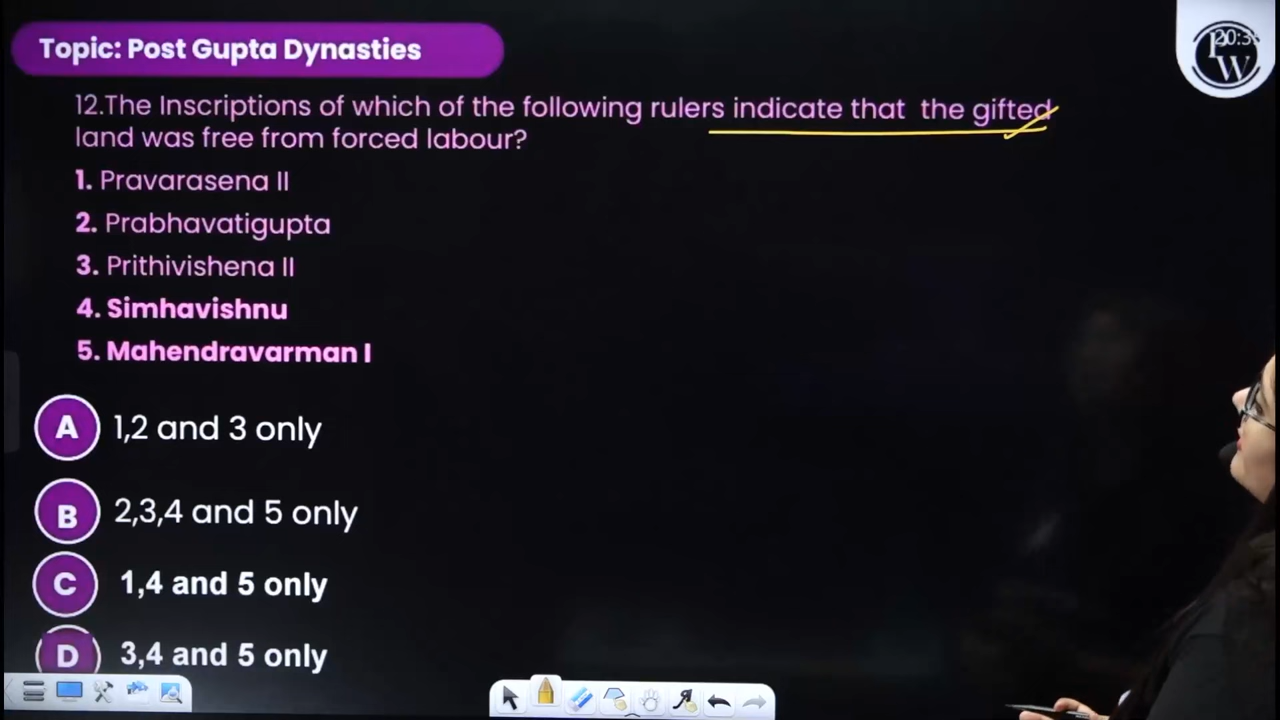 Topic: Post Gupta Dynasties
12.The Inscriptions of which of the following rulers indicate that the gifted
land was free from forced labour?
1. Pravarasena II
2. Prabhavatigupta
3. Prithivishena II
4. Simhavishnu
5. Mahendravarman I
A 1,2 and 3 only
B 2,3,4 and 5 only
C 1,4 and 5 only
D 3,4 and 5 only